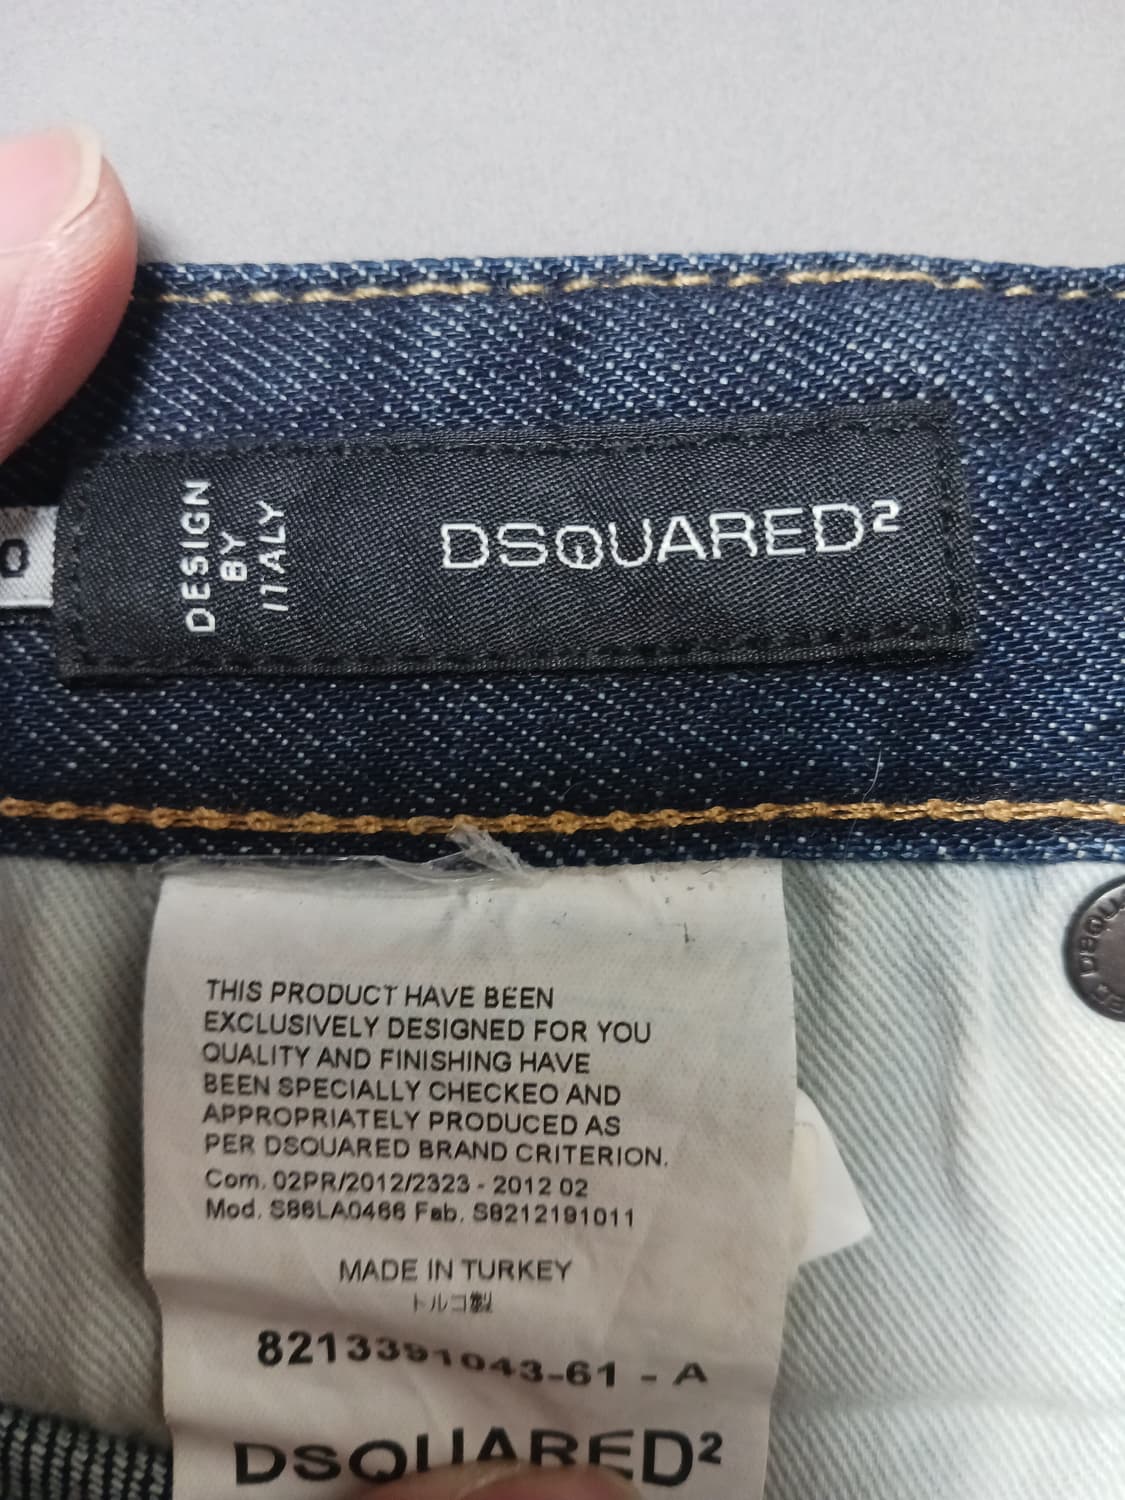 0
DESIGN
BY
ITALY
DSQUARED²
THIS PRODUCT HAVE BEEN
EXCLUSIVELY DESIGNED FOR YOU
QUALITY AND FINISHING HAVE
BEEN SPECIALLY CHECKEO AND
APPROPRIATELY PRODUCED AS
PER DSQUARED BRAND CRITERION.
Com. 02PR/2012/2323 - 2012 02
Mod. S86LA0466 Fab. S8212191011
MADE IN TURKEY
トルコ製
8213391043-61 - A
DSQUARED²